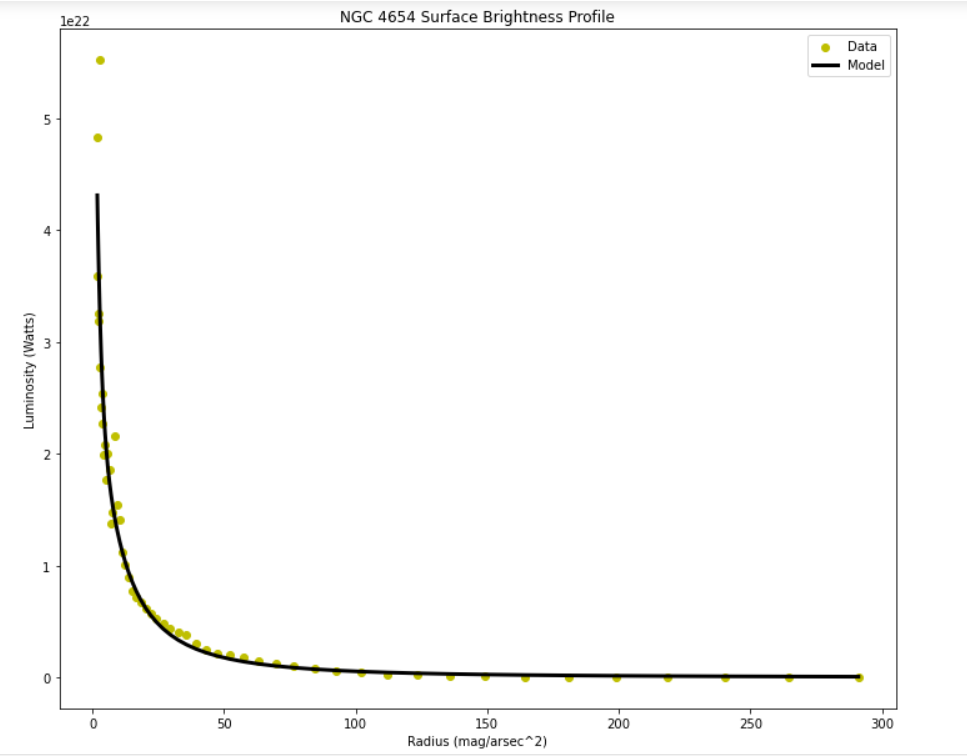 NGC 4654 Surface Brightness Profile
1e22
Data
Model
5
4
3
2
1
0
Luminosity (Watts)
0 50 100 150 200 250 300
Radius (mag/arsec^2)